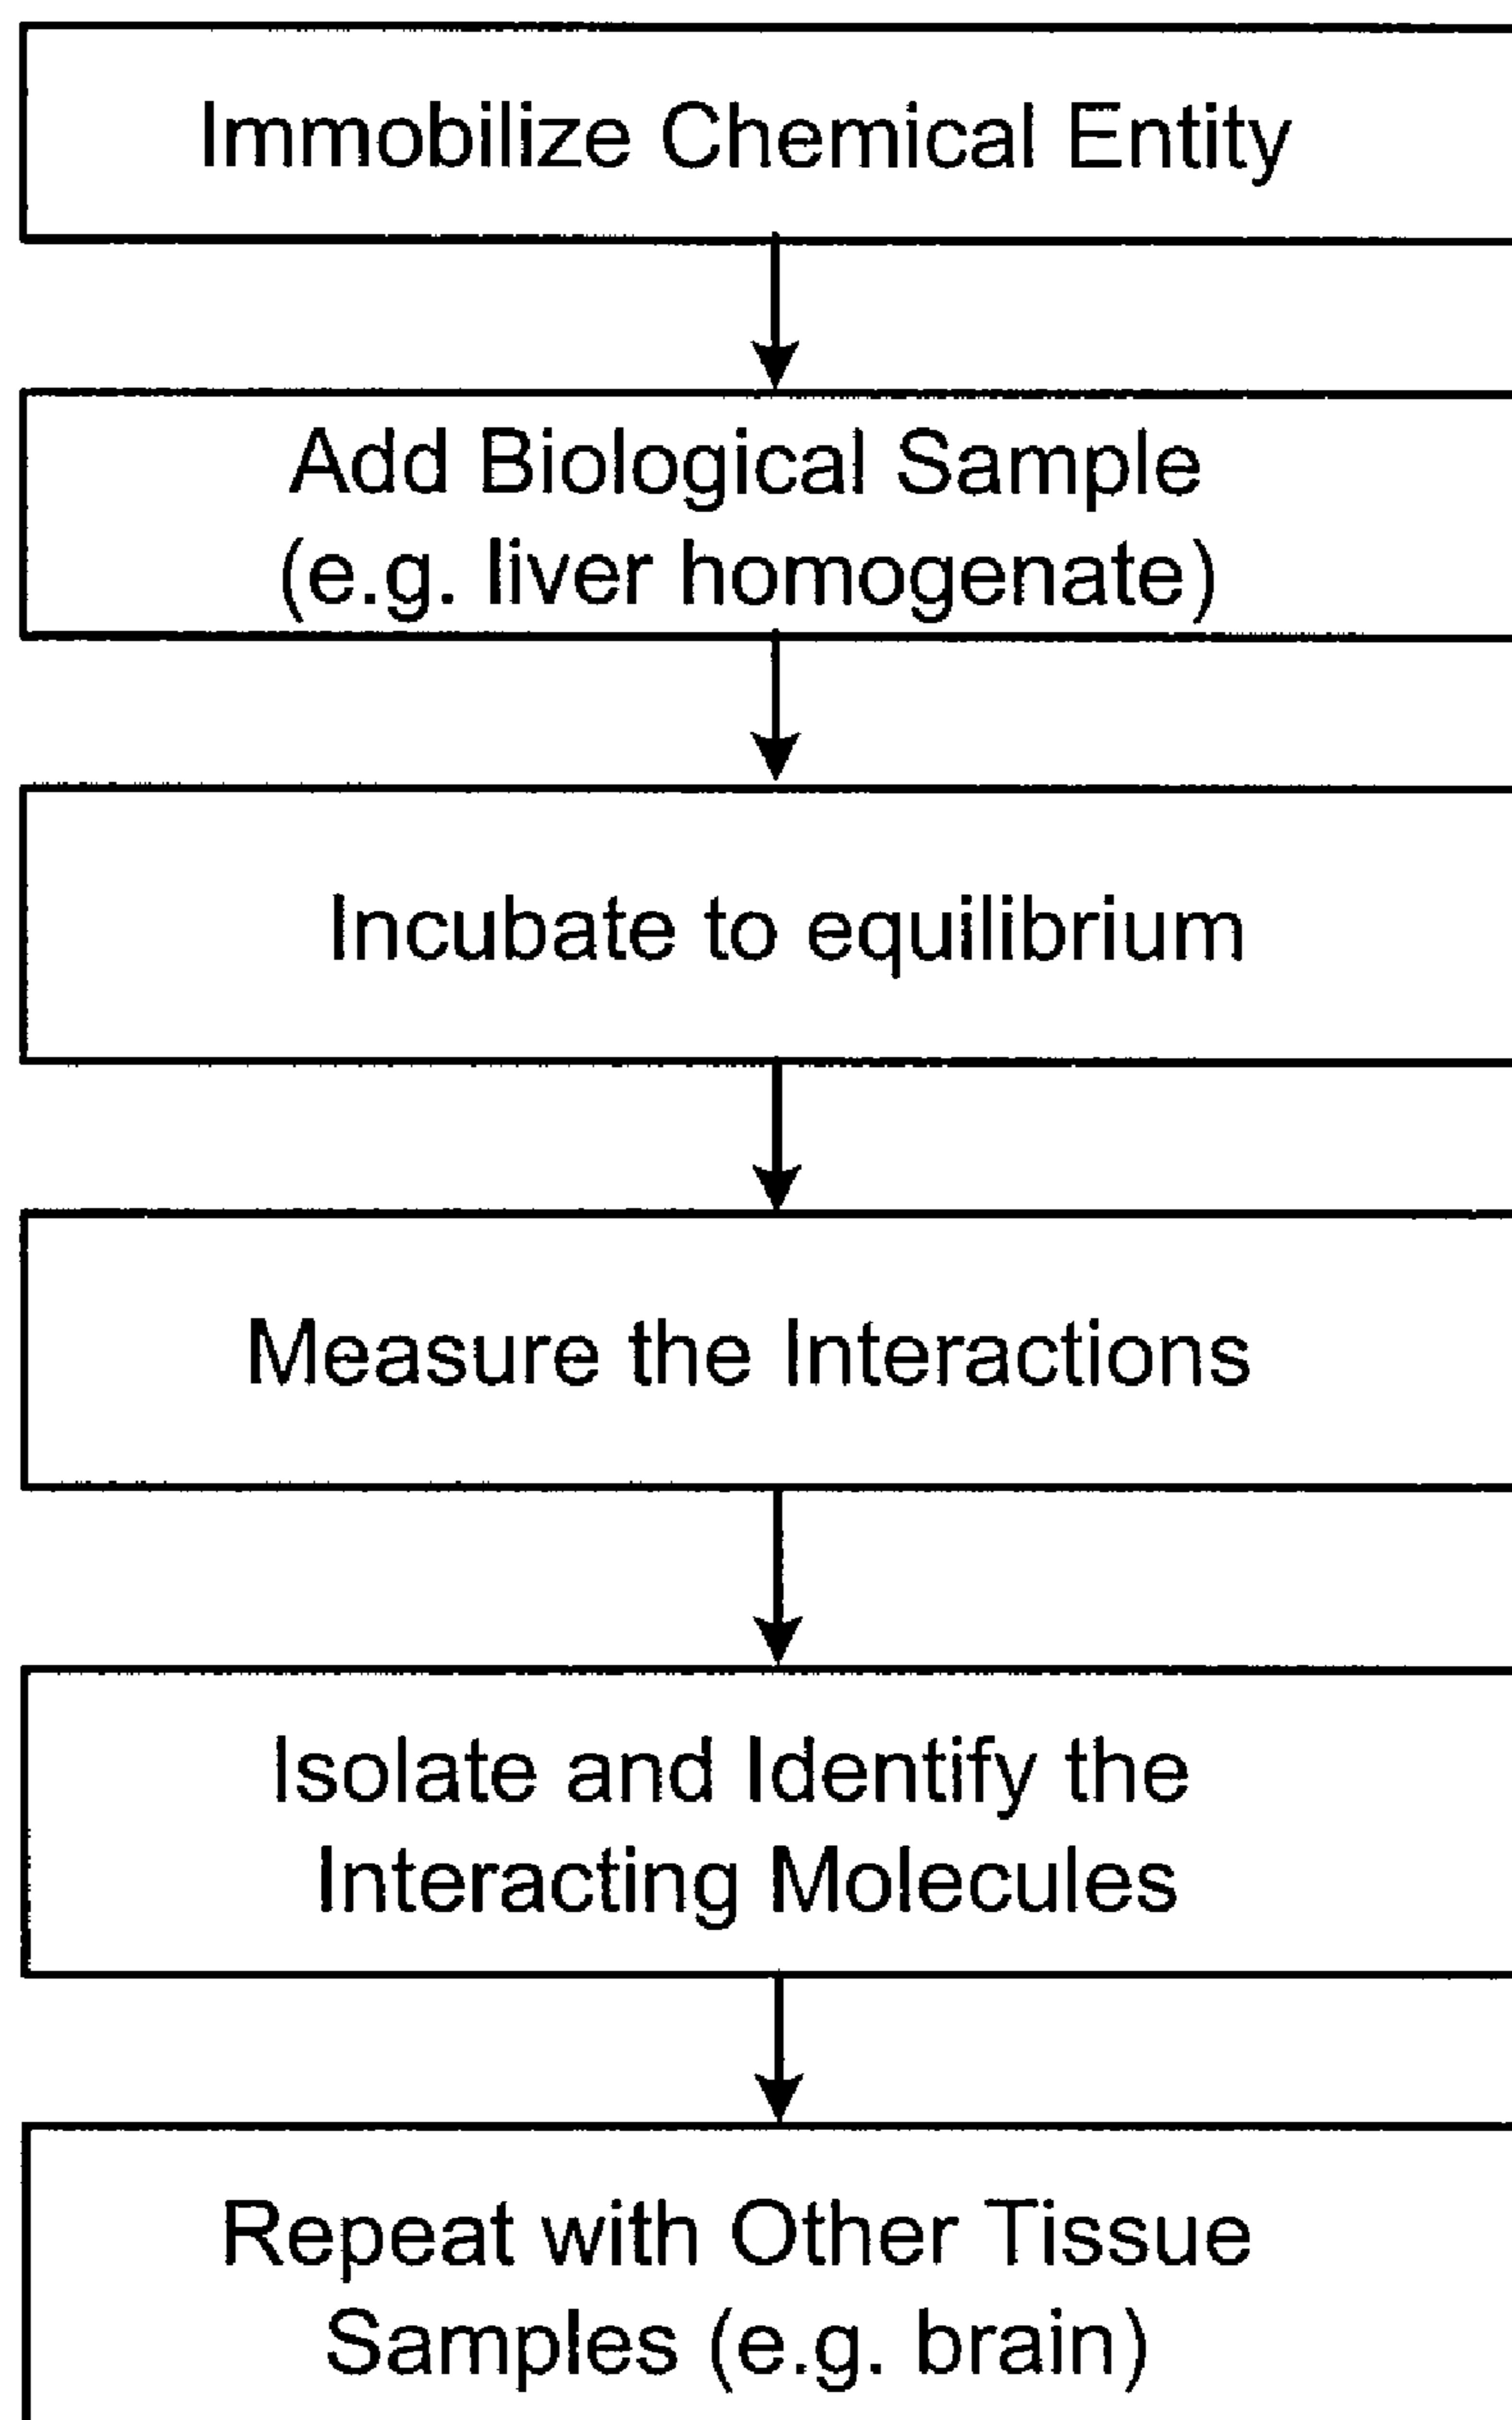 Immobilize Chemical Entity
Add Biological Sample
(e.g. liver homogenate)
Incubate to equilibrium
Measure the Interactions
Isolate and Identify the
Interacting Molecules
Repeat with Other Tissue
Samples (e.g. brain)